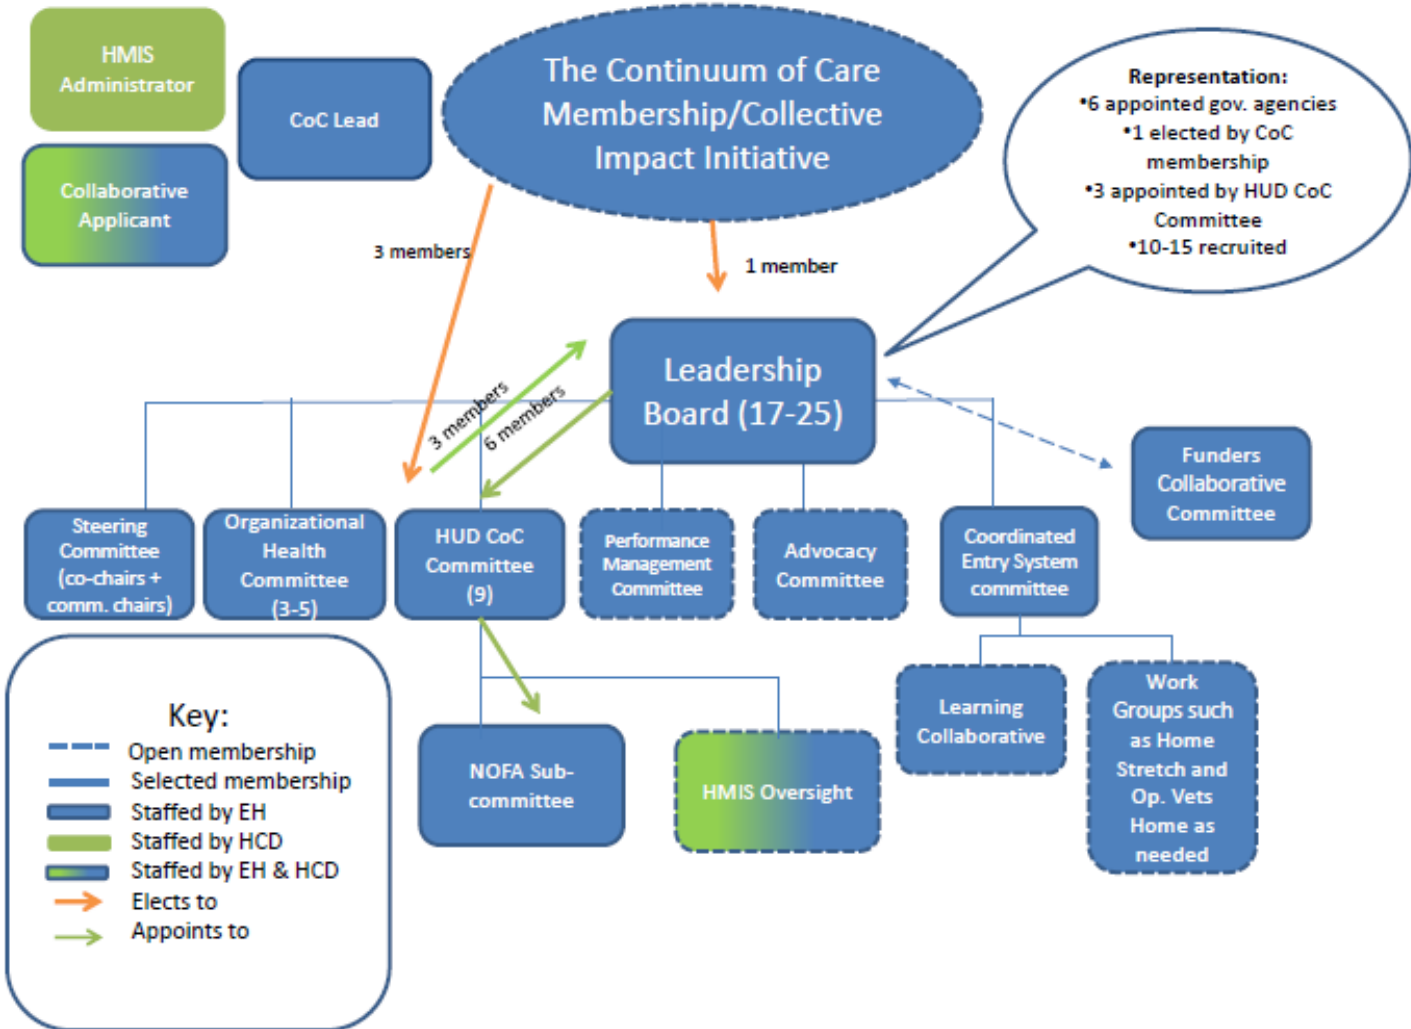 HMIS
Administrator
CoC Lead
Collaborative
Applicant
The Continuum of Care
Membership/Collective
Impact Initiative
Representation:
•6 appointed gov. agencies
•1 elected by CoC
membership
•3 appointed by HUD CoC
Committee
•10-15 recruited
3 members
1 member
Leadership
Board (17-25)
3 members
6 members
Funders
Collaborative
Committee
Steering
Committee
(co-chairs +
comm. chairs)
Organizational
Health
Committee
(3-5)
HUD CoC
Committee
(9)
Performance
Management
Committee
Advocacy
Committee
Coordinated
Entry System
committee
Key:
Open membership
Selected membership
Staffed by EH
Staffed by HCD
Staffed by EH & HCD
Elects to
Appoints to
NOFA Sub-
committee
HMIS Oversight
Learning
Collaborative
Work
Groups such
as Home
Stretch and
Op. Vets
Home as
needed